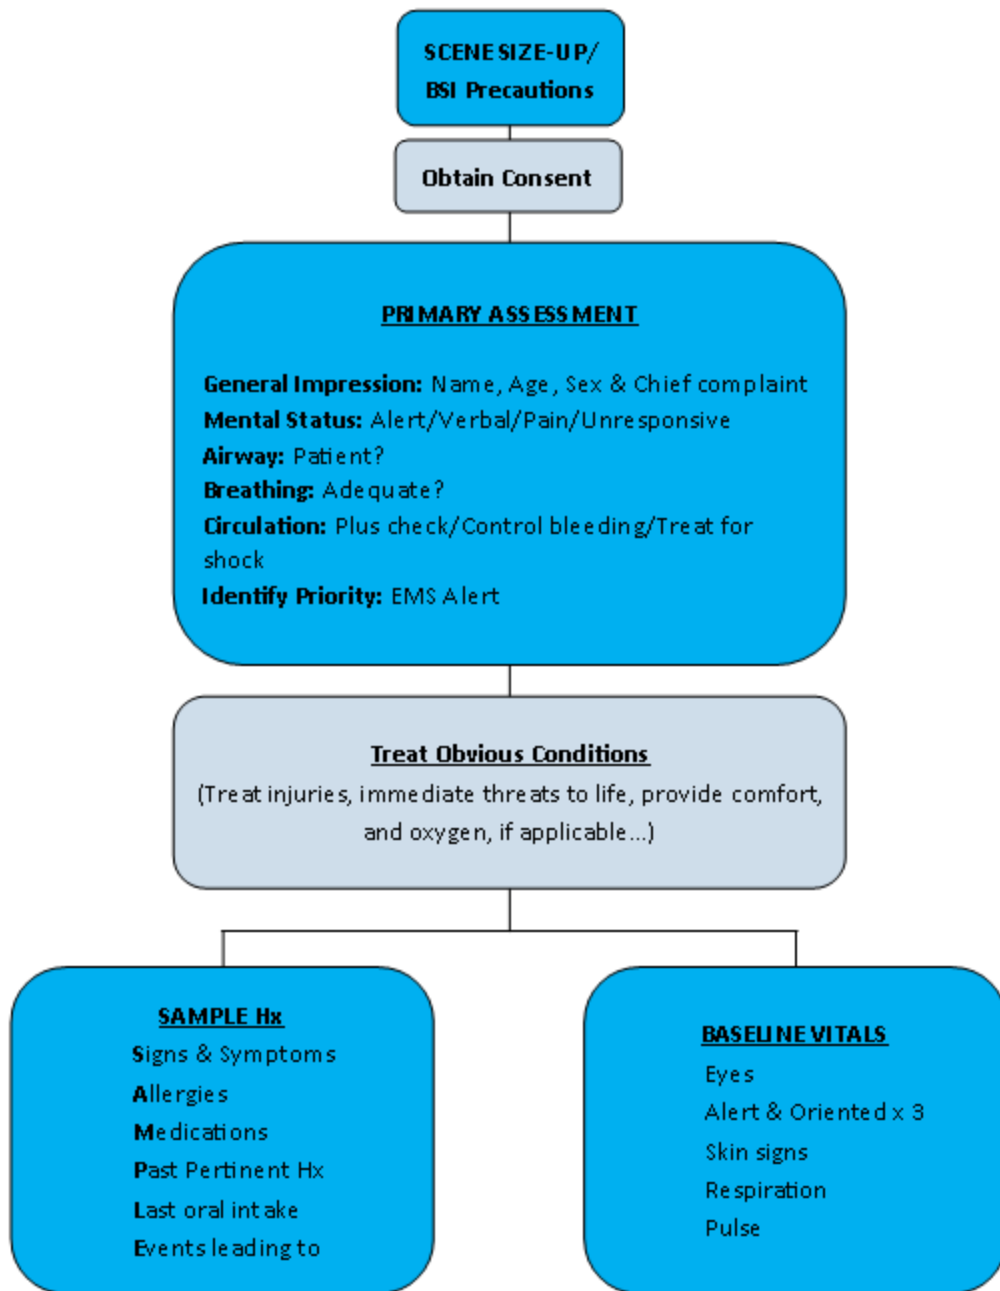 SCENE SIZE-UP/
BSI Precautions
Obtain Consent
PRIMARY ASSESSMENT
General Impression: Name, Age, Sex & Chief complaint
Mental Status: Alert/Verbal/Pain/Unresponsive
Airway: Patient?
Breathing: Adequate?
Circulation: Plus check/Control bleeding/Treat for
shock
Identify Priority: EMS Alert
Treat Obvious Conditions
(Treat injuries, immediate threats to life, provide comfort,
and oxygen, if applicable...)
SAMPLE Hx
Signs & Symptoms
Allergies
Medications
Past Pertinent Hx
Last oral intake
Events leading to
BASELINE VITALS
Eyes
Alert & Oriented x 3
Skin signs
Respiration
Pulse